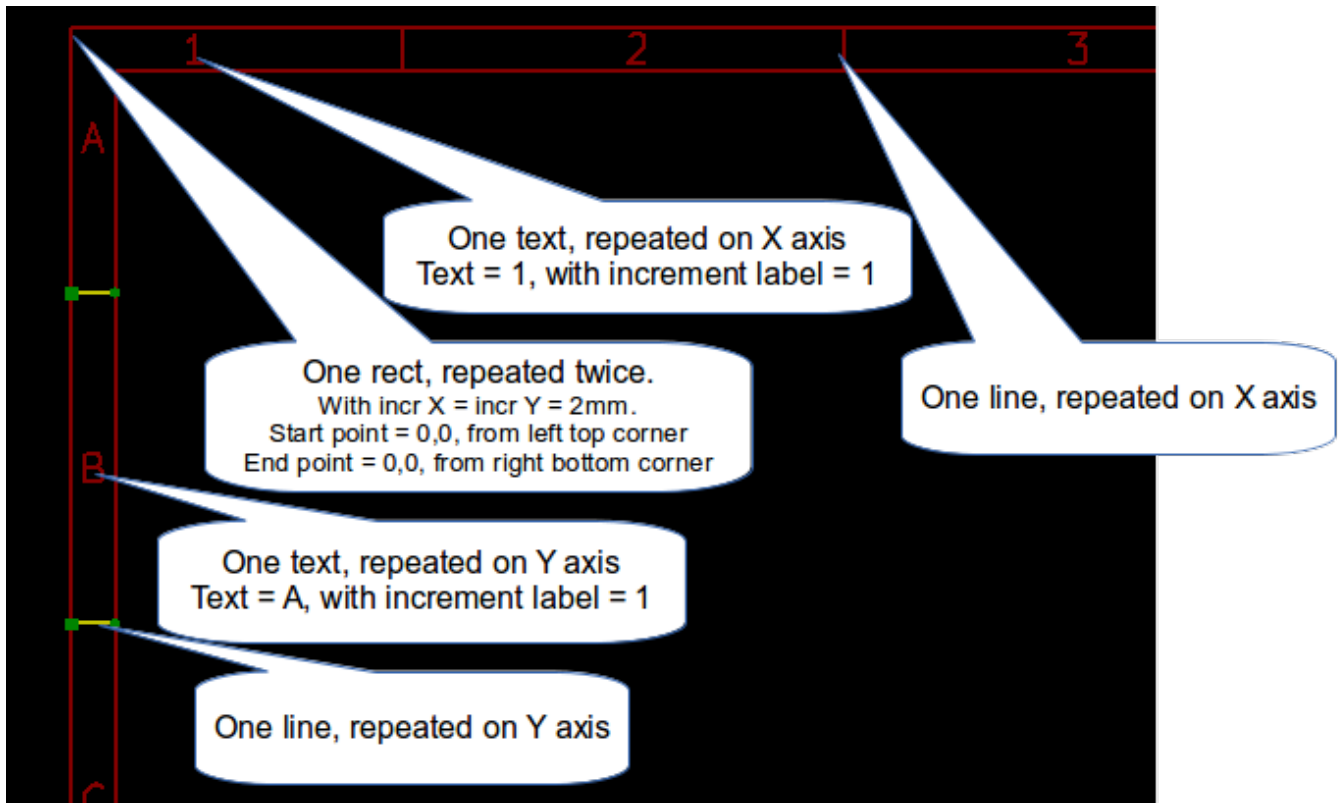 1 2 3
A
One text, repeated on X axis
Text = 1, with increment label = 1
One rect, repeated twice.
With incr X = incr Y = 2mm.
Start point = 0,0, from left top corner
End point = 0,0, from right bottom corner
One line, repeated on X axis
B
One text, repeated on Y axis
Text = A, with increment label = 1
One line, repeated on Y axis
C